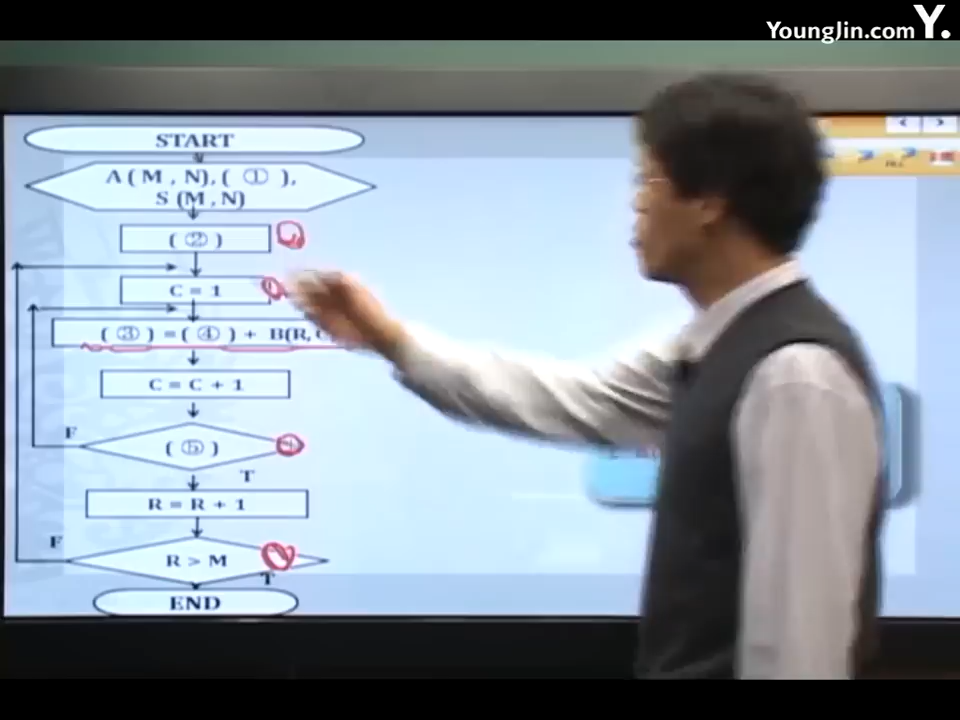 YoungJin.com Y.
START
A ( M , N), ( ① ),
S (M , N)
( ② )
C = 1
( ③ ) = ( ④ ) + B(R,
C = C + 1
F
( ⑤ )
T
R = R + 1
F
R > M
T
END